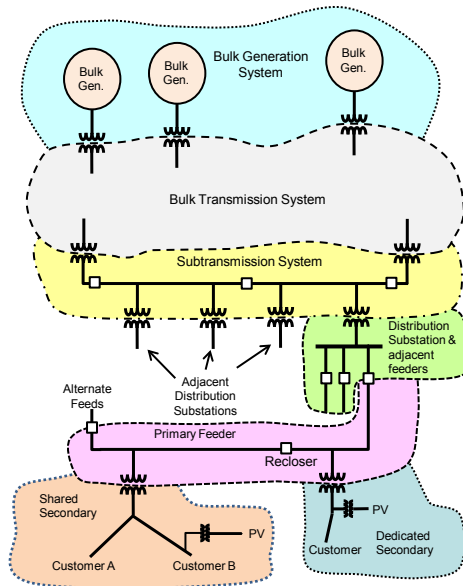 Bulk
Gen.
Bulk
Gen.
Bulk Generation
System
Bulk
Gen.
Bulk Transmission System
Subtransmission System
Distribution
Substation &
adjacent
feeders
Adjacent
Distribution
Substations
Alternate
Feeds
Primary Feeder
Recloser
Shared
Secondary
PV
Customer A
Customer B
PV
Customer
Dedicated
Secondary